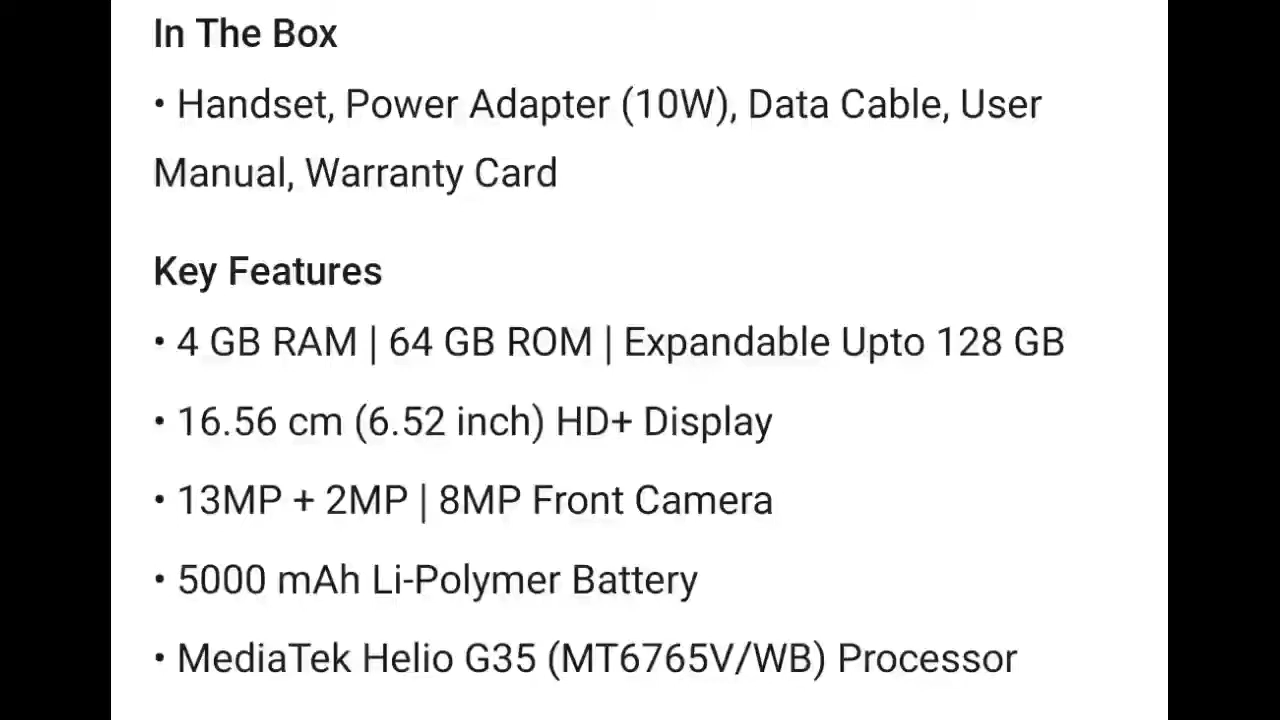 In The Box
• Handset, Power Adapter (10W), Data Cable, User
Manual, Warranty Card
Key Features
• 4 GB RAM | 64 GB ROM | Expandable Upto 128 GB
• 16.56 cm (6.52 inch) HD+ Display
• 13MP + 2MP | 8MP Front Camera
• 5000 mAh Li-Polymer Battery
• MediaTek Helio G35 (MT6765V/WB) Processor